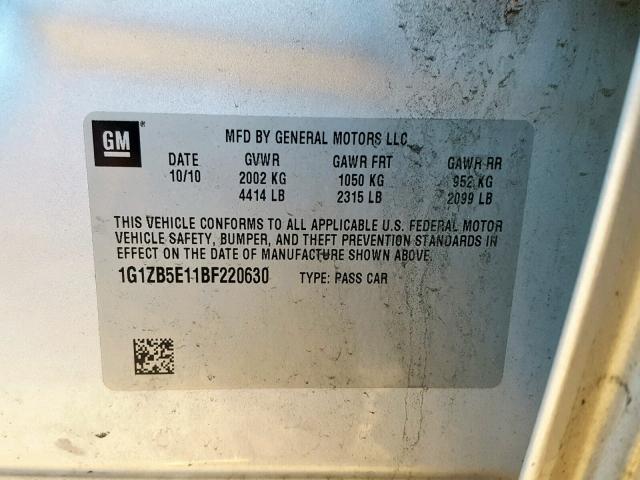 GM ®
MFD BY GENERAL MOTORS LLC
DATE GVWR GAWR FRT GAWR RR
10/10 2002 KG 1050 KG 952 KG
4414 LB 2315 LB 2099 LB
THIS VEHICLE CONFORMS TO ALL APPLICABLE U.S. FEDERAL MOTOR
VEHICLE SAFETY, BUMPER, AND THEFT PREVENTION STANDARDS IN
EFFECT ON THE DATE OF MANUFACTURE SHOWN ABOVE.
1G1ZB5E11BF220630 TYPE: PASS CAR